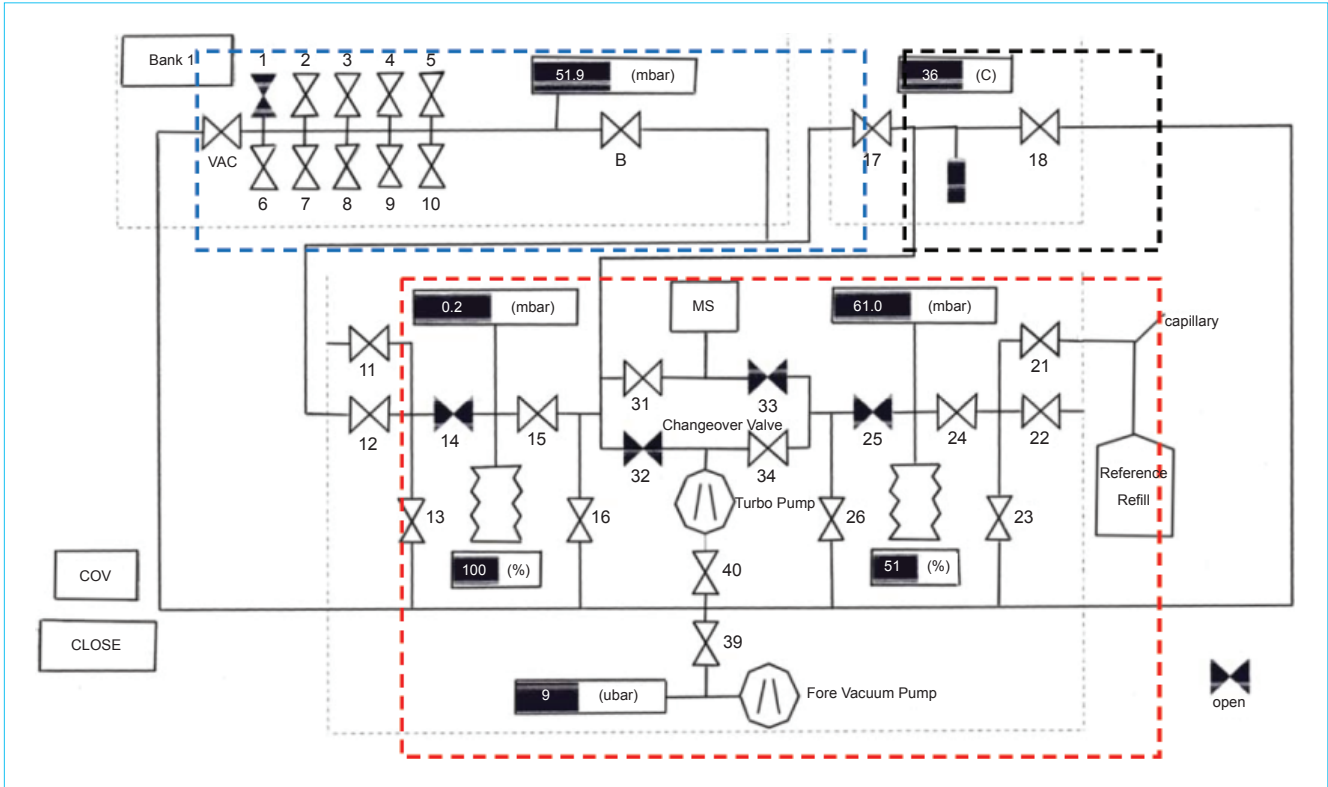 Bank 1
1 2 3 4 5
51.9 (mbar)
36 (C)
VAC
B
17
18
6 7 8 9 10
0.2 (mbar)
MS
61.0 (mbar)
capillary
11
21
31
33
12
14
15
Changeover Valve
25
24
22
32
34
Reference
Refill
Turbo Pump
13
16
26
23
100 (%)
51 (%)
40
COV
CLOSE
39
9 (ubar)
Fore Vacuum Pump
open